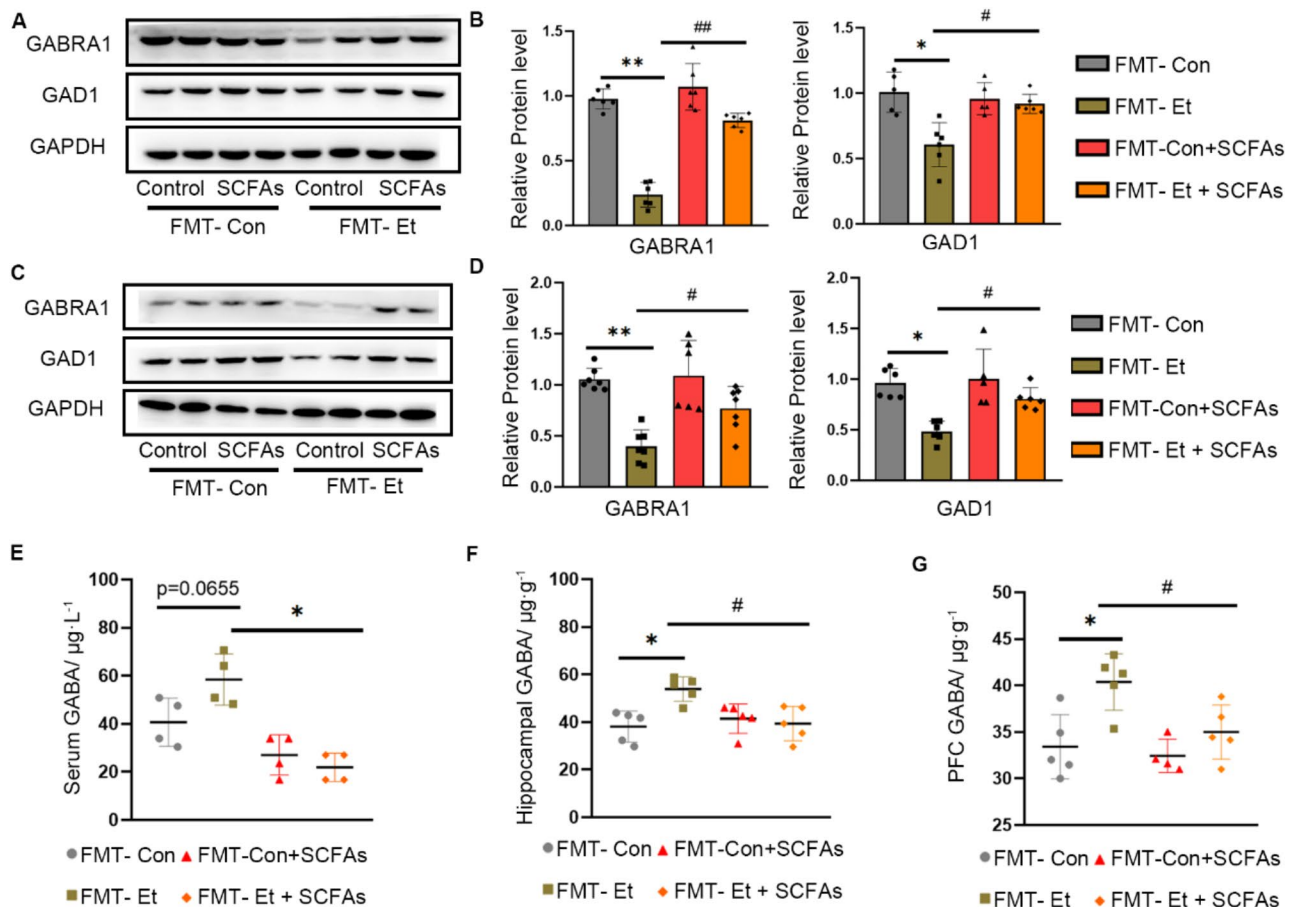 A
GABRA1
GAD1
GAPDH
Control SCFAs Control SCFAs
FMT- Con FMT- Et
B
Relative Protein level
1.5
1.0
0.5
0.0
**
##
GABRA1
Relative Protein level
1.5
1.0
0.5
0.0
*
#
GAD1
FMT- Con
FMT- Et
FMT-Con+SCFAs
FMT- Et + SCFAs
C
GABRA1
GAD1
GAPDH
Control SCFAs Control SCFAs
FMT- Con FMT- Et
D
Relative Protein level
2.0
1.5
1.0
0.5
0.0
**
#
GABRA1
Relative Protein level
2.0
1.5
1.0
0.5
0.0
*
#
GAD1
FMT- Con
FMT- Et
FMT-Con+SCFAs
FMT- Et + SCFAs
E
Serum GABA/ µg·L⁻¹
100
80
60
40
20
0
p=0.0655
*
FMT- Con FMT-Con+SCFAs
FMT- Et FMT- Et + SCFAs
F
Hippocampal GABA/ µg·g⁻¹
100
80
60
40
20
0
*
#
FMT- Con FMT-Con+SCFAs
FMT- Et FMT- Et + SCFAs
G
PFC GABA/ µg·g⁻¹
50
45
40
35
30
25
*
#
FMT- Con FMT-Con+SCFAs
FMT- Et FMT- Et + SCFAs